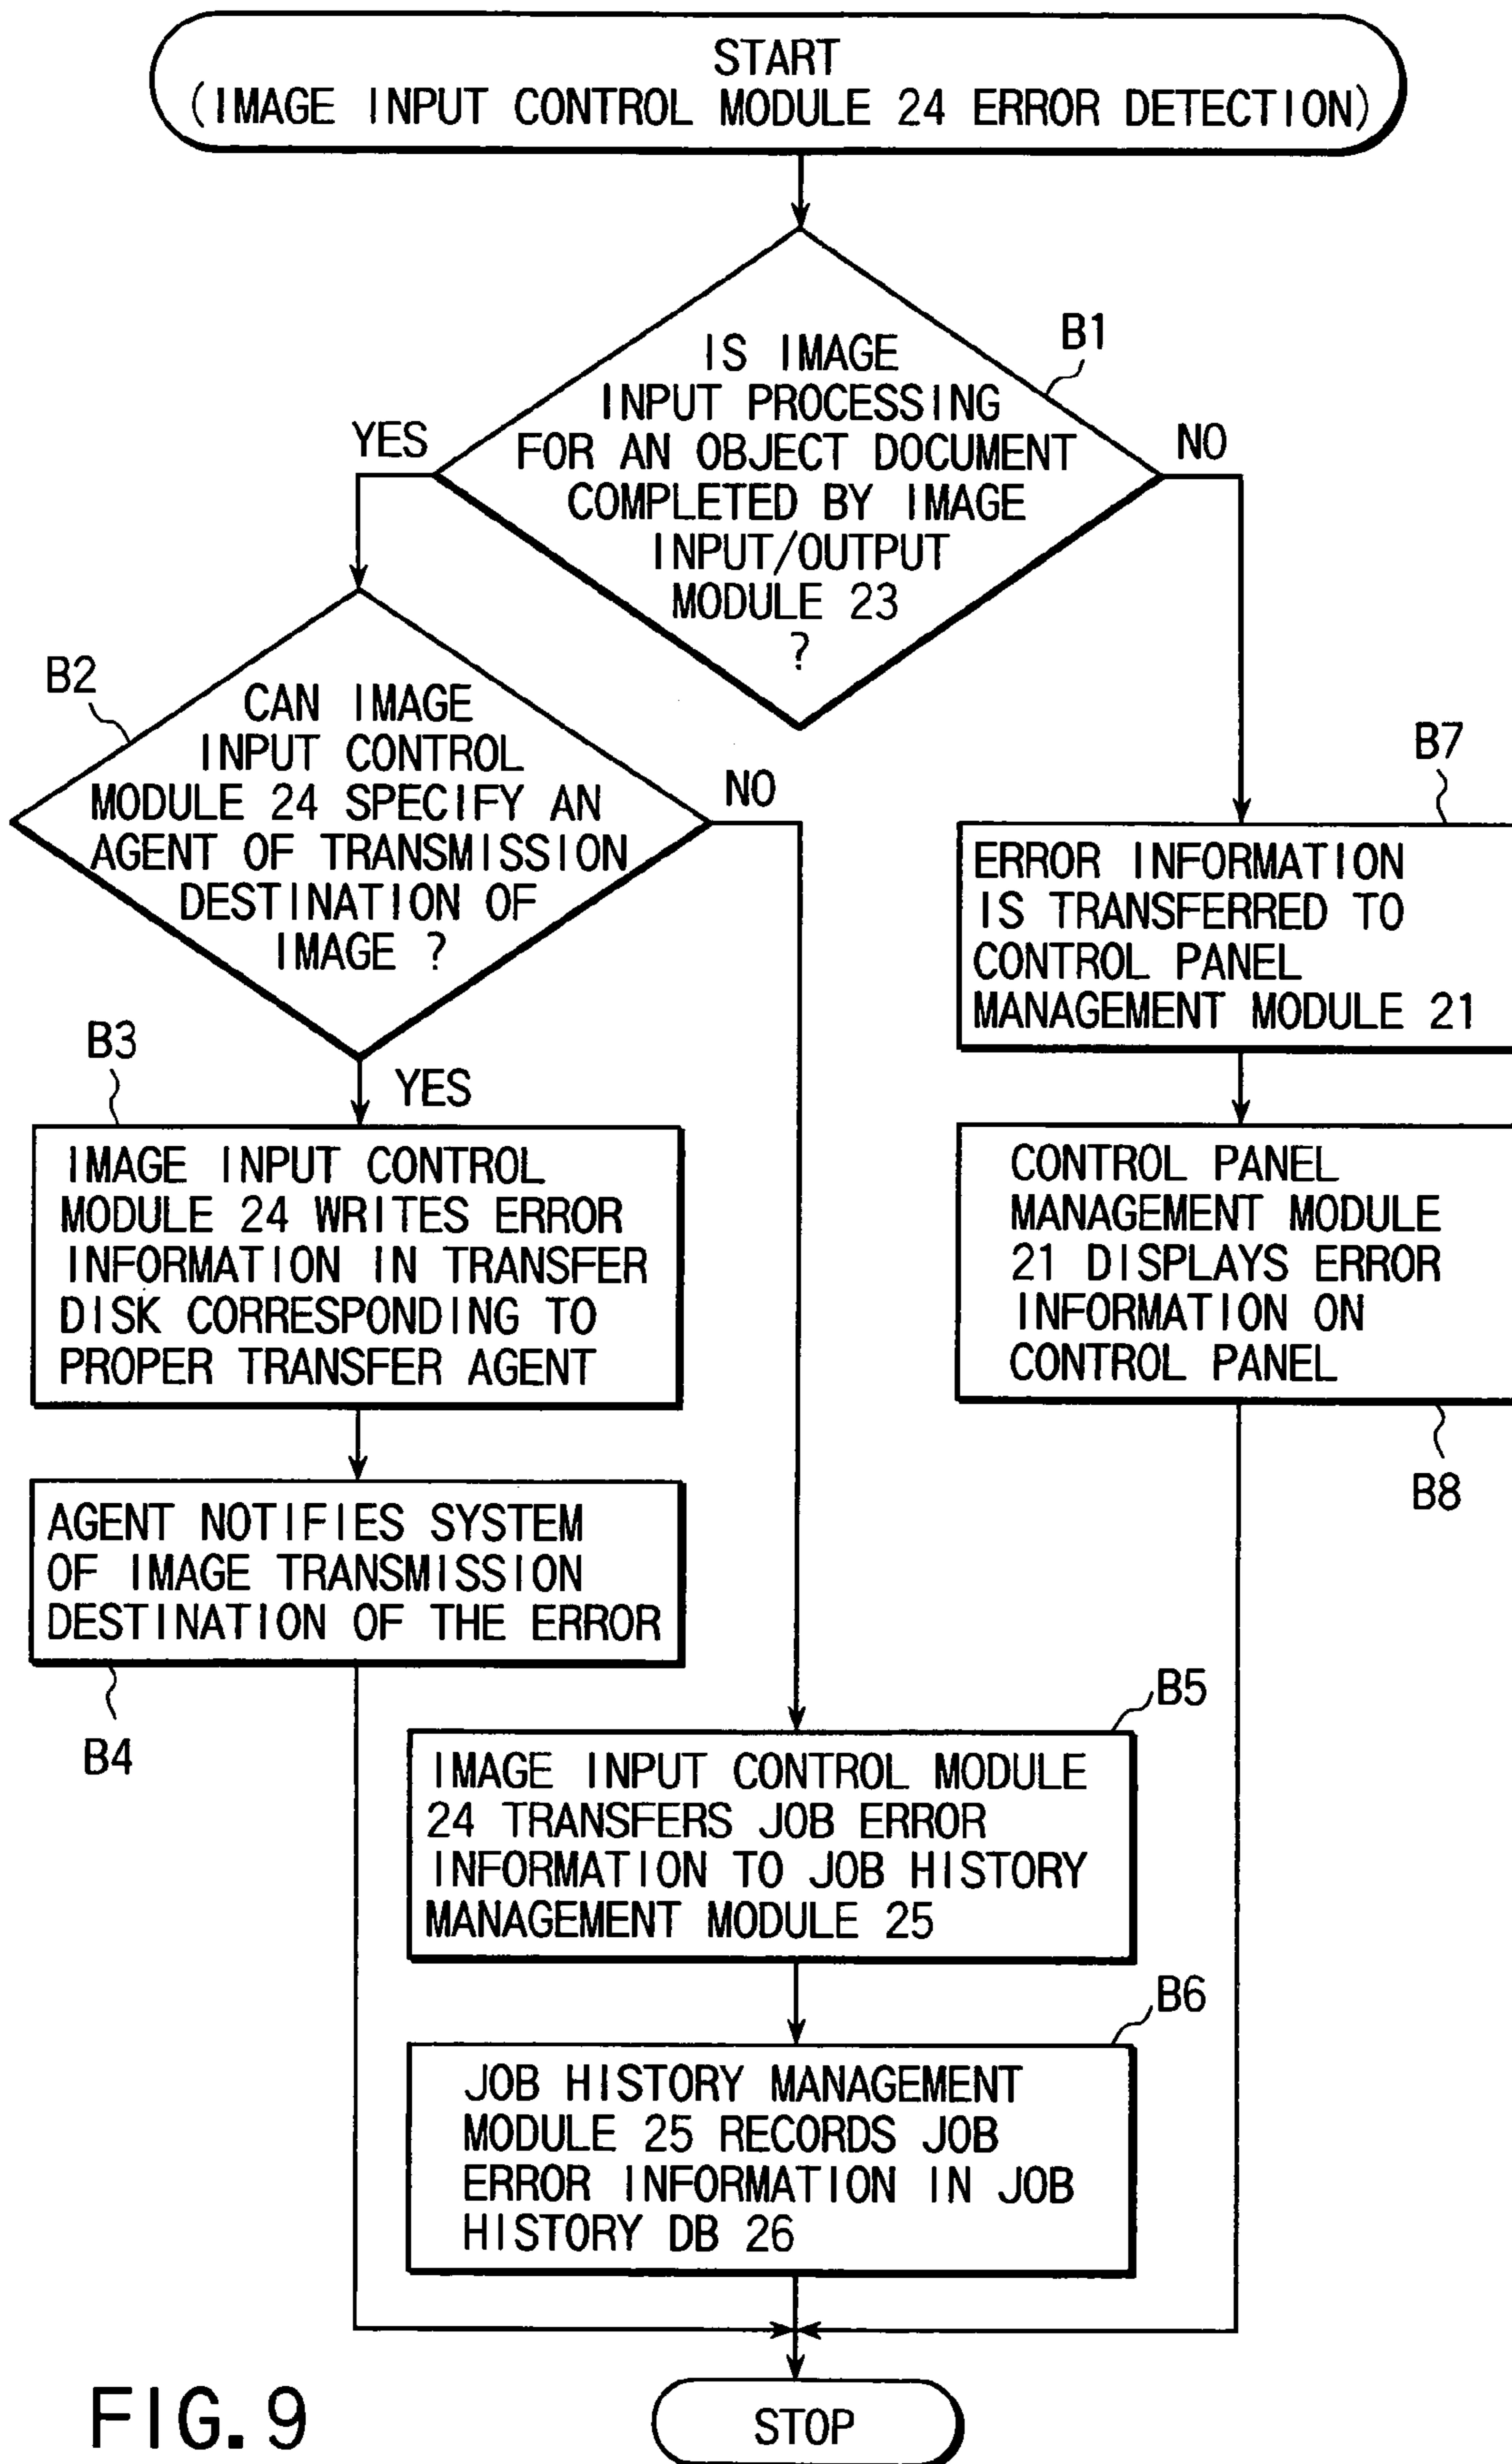 START
(IMAGE INPUT CONTROL MODULE 24 ERROR DETECTION)
B1
IS IMAGE
INPUT PROCESSING
FOR AN OBJECT DOCUMENT
COMPLETED BY IMAGE
INPUT/OUTPUT
MODULE 23
?
YES
NO
B2
CAN IMAGE
INPUT CONTROL
MODULE 24 SPECIFY AN
AGENT OF TRANSMISSION
DESTINATION OF
IMAGE ?
NO
YES
B3
IMAGE INPUT CONTROL
MODULE 24 WRITES ERROR
INFORMATION IN TRANSFER
DISK CORRESPONDING TO
PROPER TRANSFER AGENT
AGENT NOTIFIES SYSTEM
OF IMAGE TRANSMISSION
DESTINATION OF THE ERROR
B4
B7
ERROR INFORMATION
IS TRANSFERRED TO
CONTROL PANEL
MANAGEMENT MODULE 21
CONTROL PANEL
MANAGEMENT MODULE
21 DISPLAYS ERROR
INFORMATION ON
CONTROL PANEL
B8
B5
IMAGE INPUT CONTROL MODULE
24 TRANSFERS JOB ERROR
INFORMATION TO JOB HISTORY
MANAGEMENT MODULE 25
B6
JOB HISTORY MANAGEMENT
MODULE 25 RECORDS JOB
ERROR INFORMATION IN JOB
HISTORY DB 26
STOP
FIG. 9